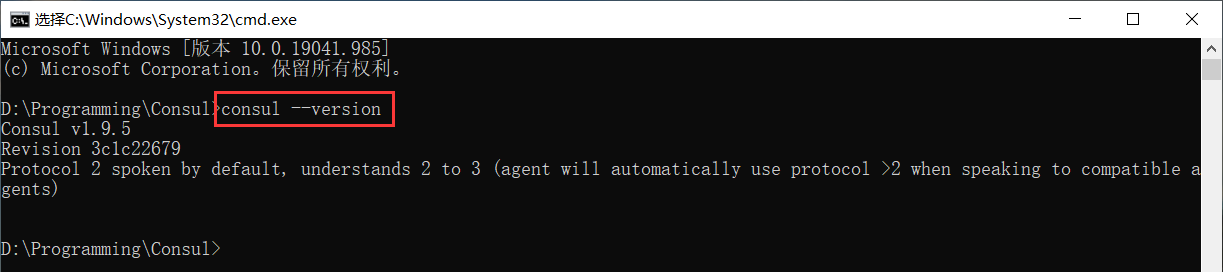 选择C:\Windows\System32\cmd.exe
Microsoft Windows [版本 10.0.19041.985]
(c) Microsoft Corporation。保留所有权利。
D:\Programming\Consul>consul --version
Consul v1.9.5
Revision 3c1c22679
Protocol 2 spoken by default, understands 2 to 3 (agent will automatically use protocol >2 when speaking to compatible a
gents)
D:\Programming\Consul>